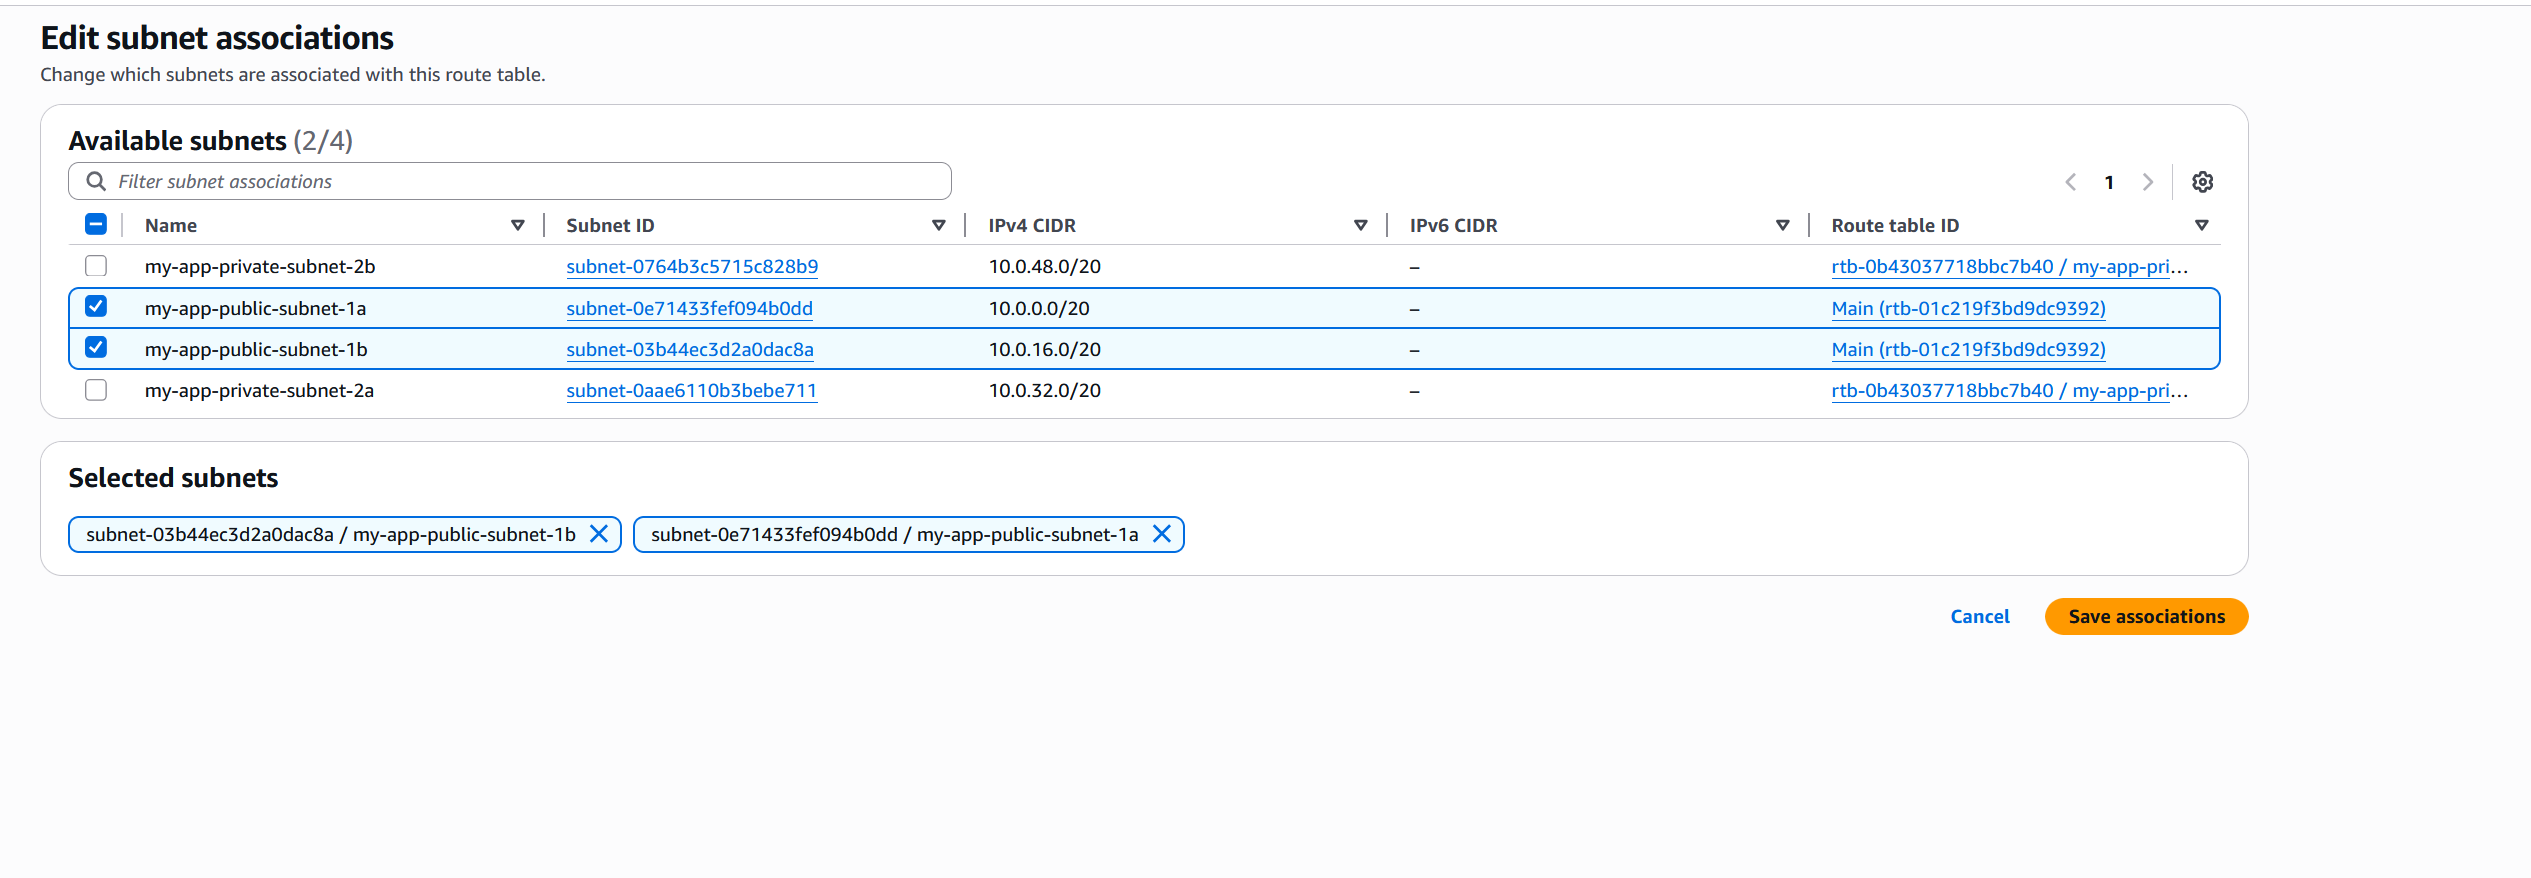 Edit subnet associations
Change which subnets are associated with this route table.
Available subnets (2/4)
Filter subnet associations
1
Name Subnet ID IPv4 CIDR IPv6 CIDR Route table ID
my-app-private-subnet-2b subnet-0764b3c5715c828b9 10.0.48.0/20 – rtb-0b43037718bbc7b40 / my-app-pri...
my-app-public-subnet-1a subnet-0e71433fef094b0dd 10.0.0.0/20 – Main (rtb-01c219f3bd9dc9392)
my-app-public-subnet-1b subnet-03b44ec3d2a0dac8a 10.0.16.0/20 – Main (rtb-01c219f3bd9dc9392)
my-app-private-subnet-2a subnet-0aae6110b3bebe711 10.0.32.0/20 – rtb-0b43037718bbc7b40 / my-app-pri...
Selected subnets
subnet-03b44ec3d2a0dac8a / my-app-public-subnet-1b subnet-0e71433fef094b0dd / my-app-public-subnet-1a
Cancel Save associations